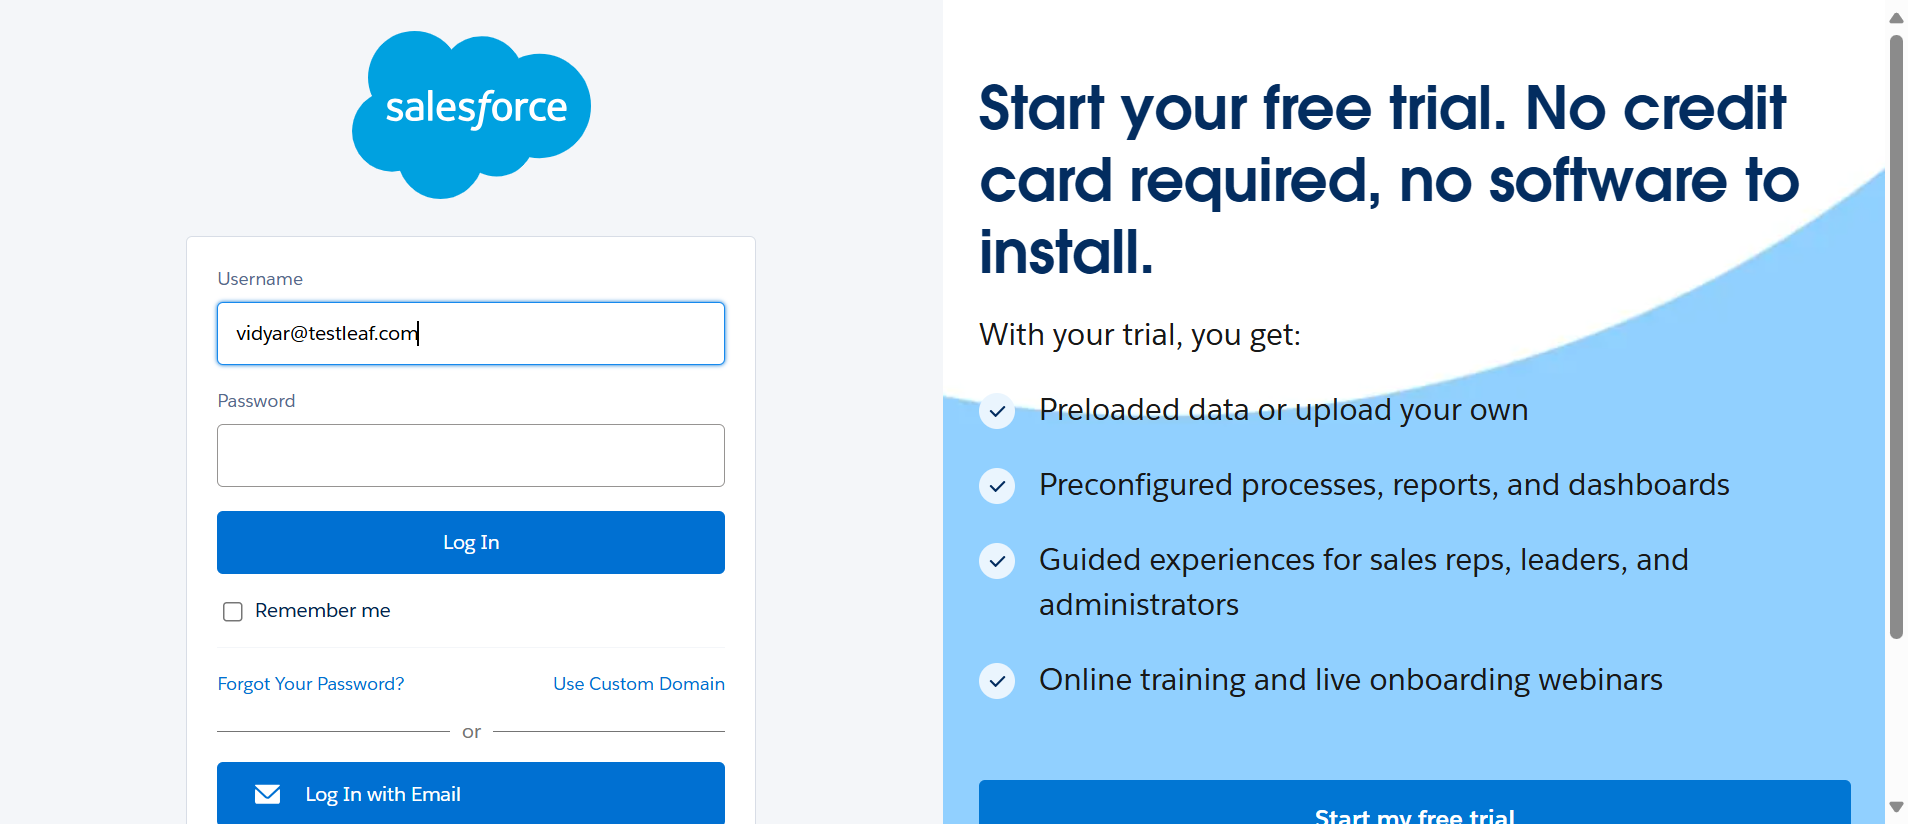 salesforce
Username
vidyar@testleaf.com
Password
Log In
Remember me
Forgot Your Password?
Use Custom Domain
or
Log In with Email
Start your free trial. No credit
card required, no software to
install.
With your trial, you get:
Preloaded data or upload your own
Preconfigured processes, reports, and dashboards
Guided experiences for sales reps, leaders, and
administrators
Online training and live onboarding webinars
Start my free trial